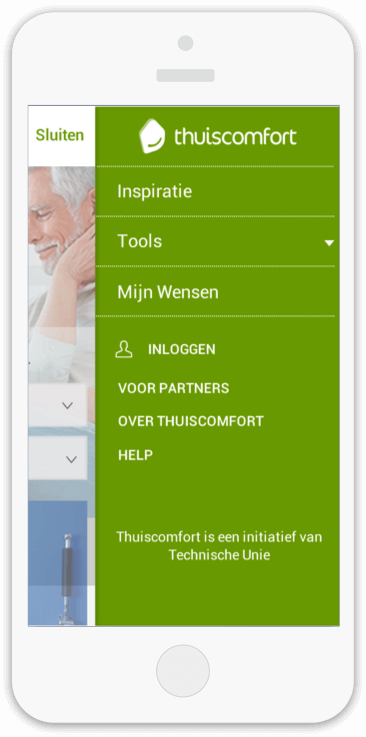 Sluiten
thuiscomfort
Inspiratie
Tools
Mijn Wensen
INLOGGEN
VOOR PARTNERS
OVER THUISCOMFORT
HELP
Thuiscomfort is een initiatief van
Technische Unie